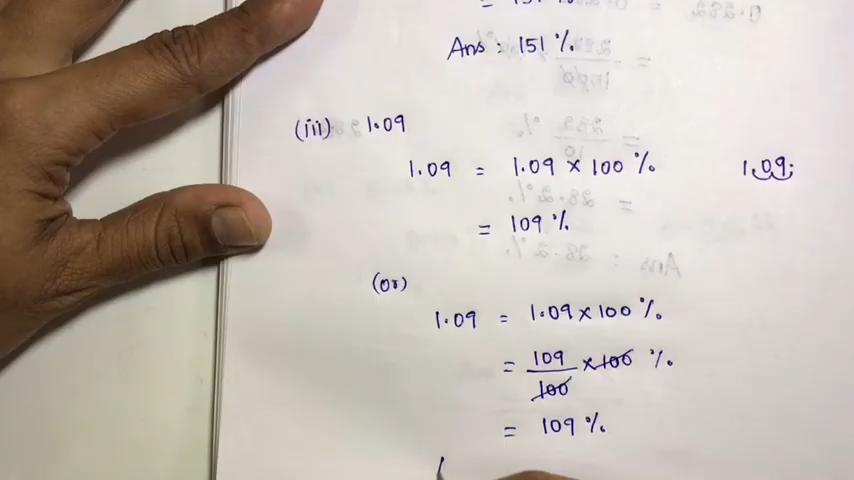 Ans : 151 %
(iii) 1.09
1.09 = 1.09 × 100 % 1.09;
= 109 %
(or)
1.09 = 1.09 × 100 %
= 109/100 × 100 %
= 109 %